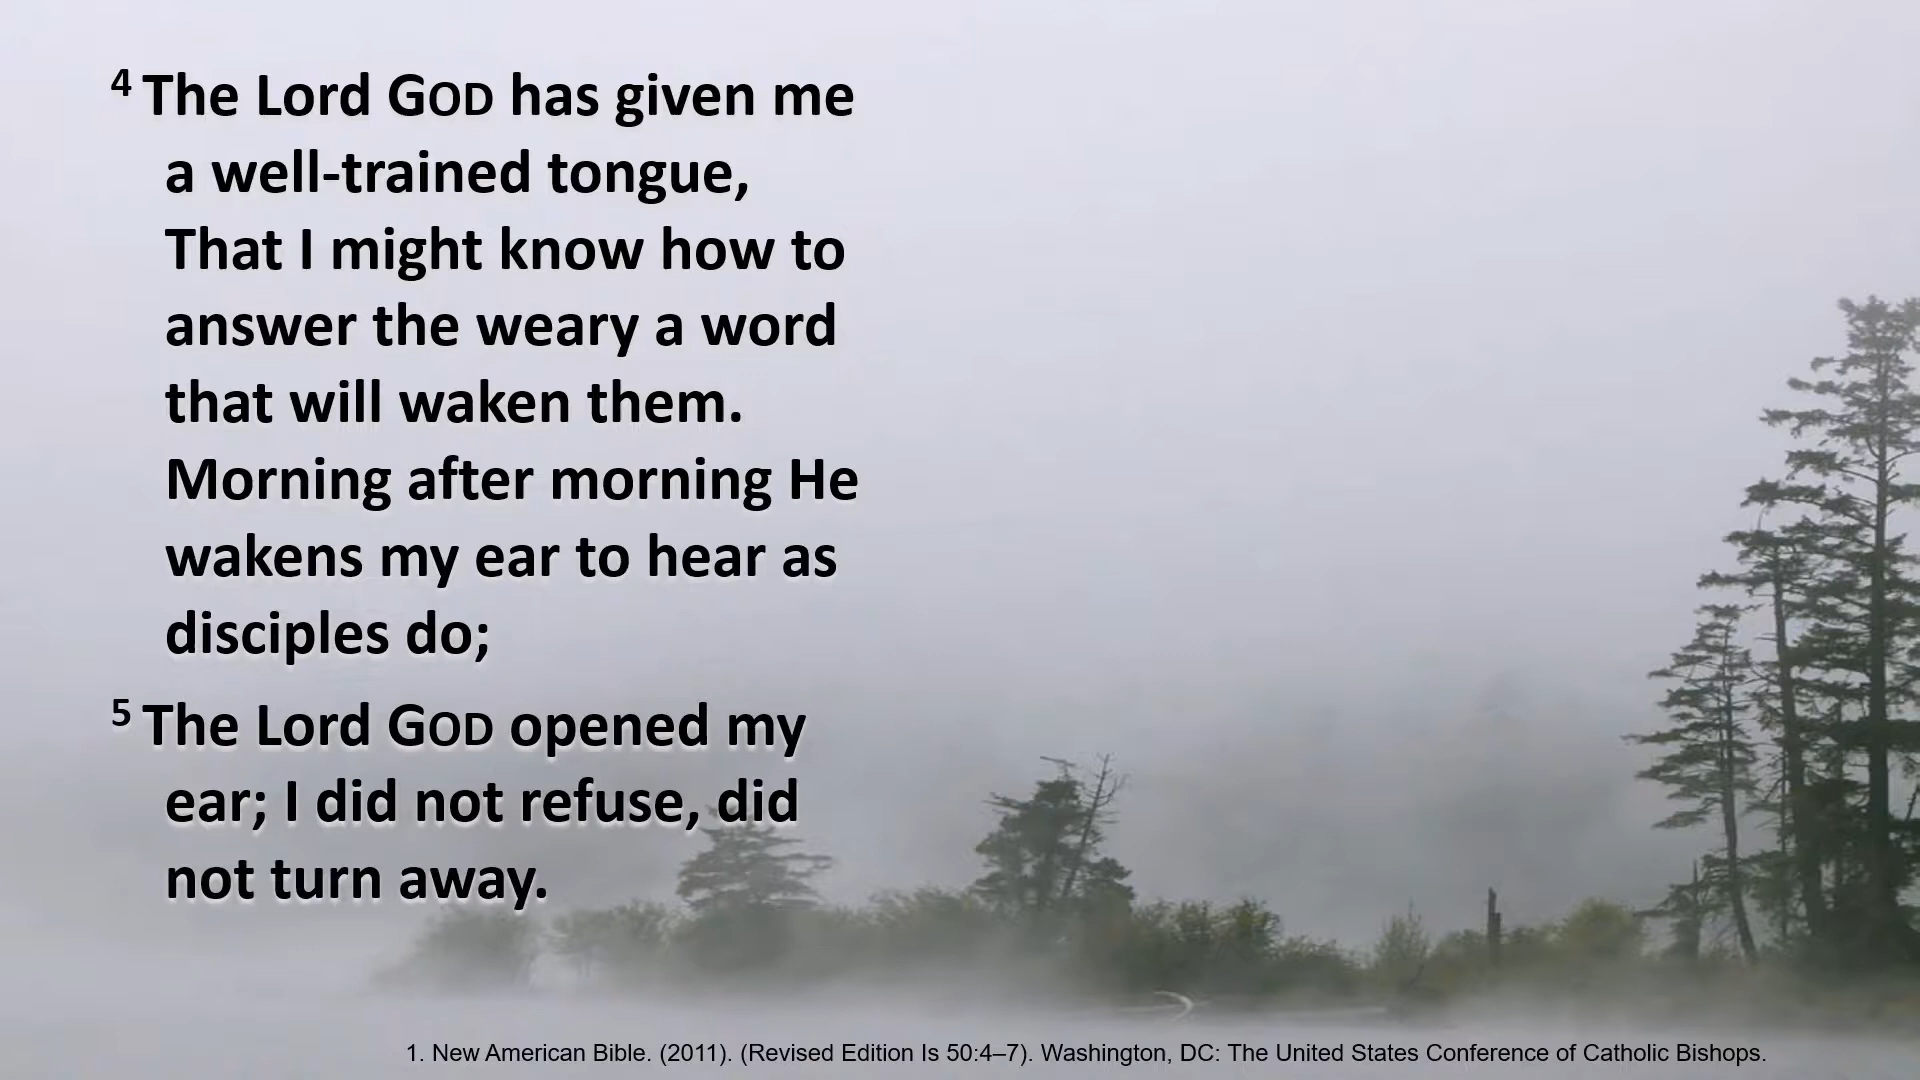 4 The Lord GOD has given me
a well-trained tongue,
That I might know how to
answer the weary a word
that will waken them.
Morning after morning He
wakens my ear to hear as
disciples do;
5 The Lord GOD opened my
ear; I did not refuse, did
not turn away.
1. New American Bible. (2011). (Revised Edition Is 50:4–7). Washington, DC: The United States Conference of Catholic Bishops.